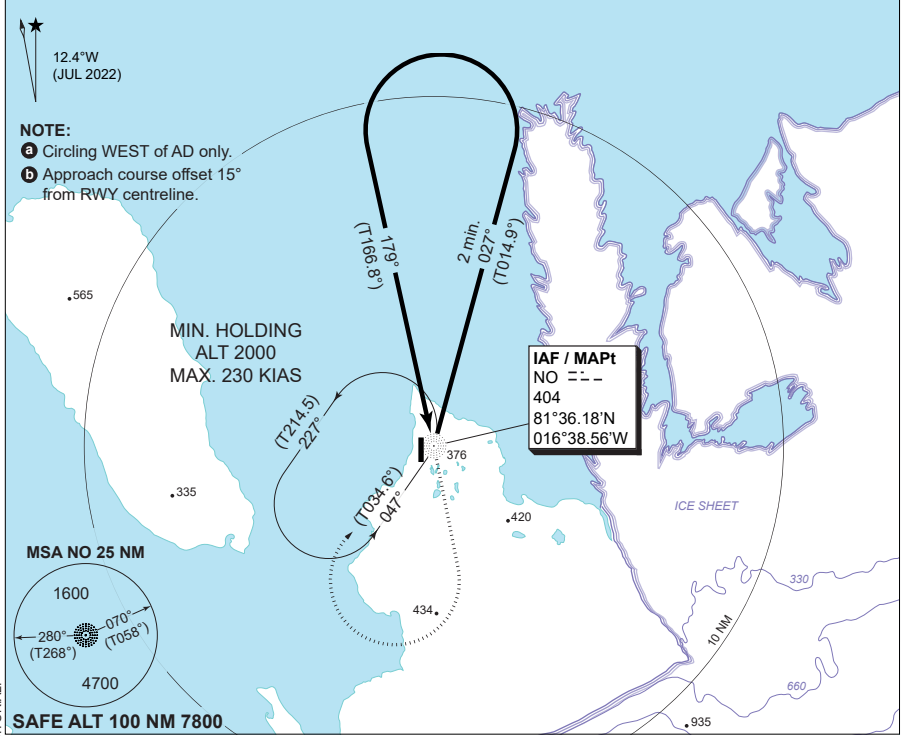 12.4°W
(JUL 2022)
NOTE:
a Circling WEST of AD only.
b Approach course offset 15°
from RWY centreline.
179°
(T166.8°)
2 min.
027°
(T014.9°)
565
MIN. HOLDING
ALT 2000
MAX. 230 KIAS
IAF / MAPt
NO
404
81°36.18'N
016°38.56'W
(T214.5)
227°
376
(T034.6°)
047°
335
420
ICE SHEET
MSA NO 25 NM
1600
070°
(T058°)
280°
(T268°)
4700
434
330
10 NM
660
935
SAFE ALT 100 NM 7800